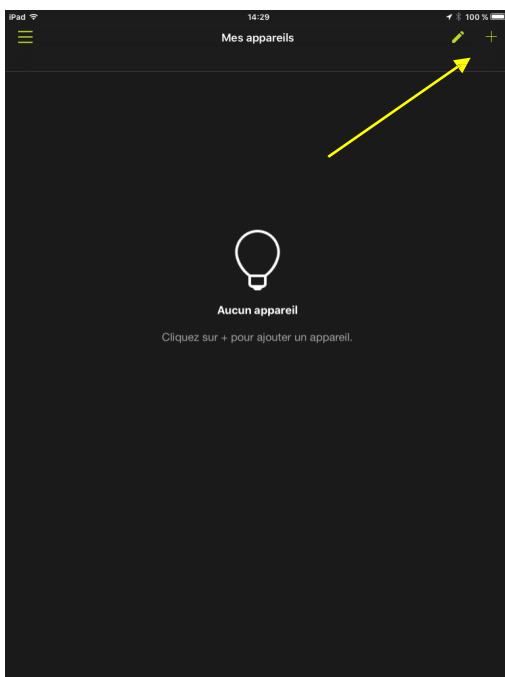 iPad 14:29 100 %
Mes appareils
Aucun appareil
Cliquez sur + pour ajouter un appareil.